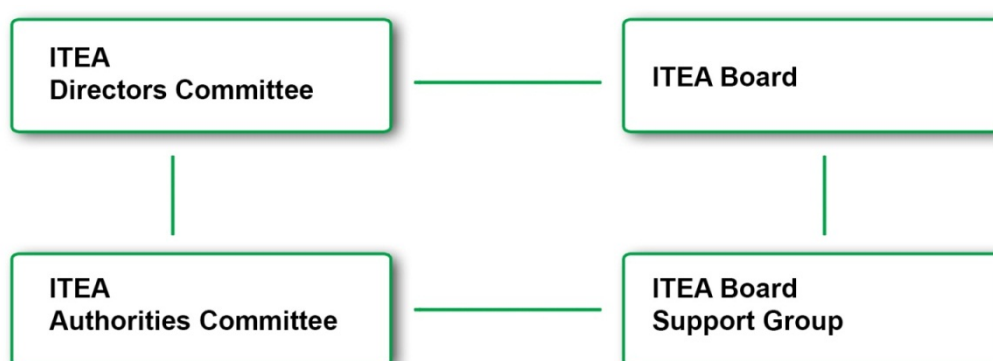 ITEA
Directors Committee
ITEA Board
ITEA
Authorities Committee
ITEA Board
Support Group